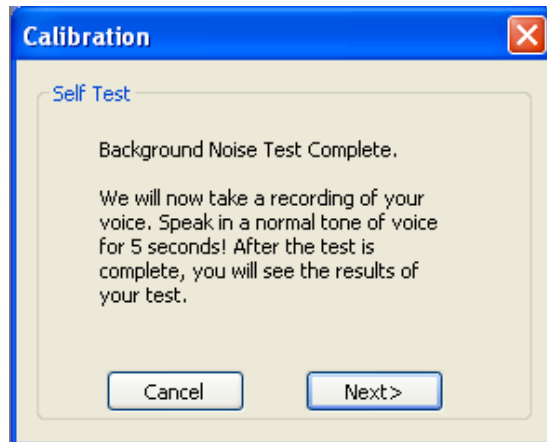 Calibration
Self Test
Background Noise Test Complete.
We will now take a recording of your
voice. Speak in a normal tone of voice
for 5 seconds! After the test is
complete, you will see the results of
your test.
Cancel
Next>